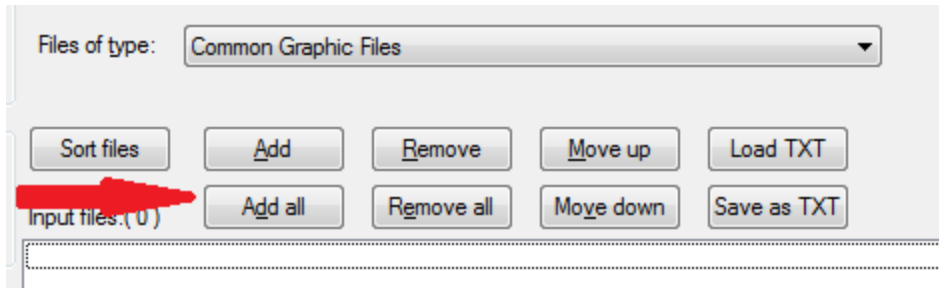 Files of type: Common Graphic Files
Sort files Add Remove Move up Load TXT
Add all Remove all Move down Save as TXT
Input files:( 0 )